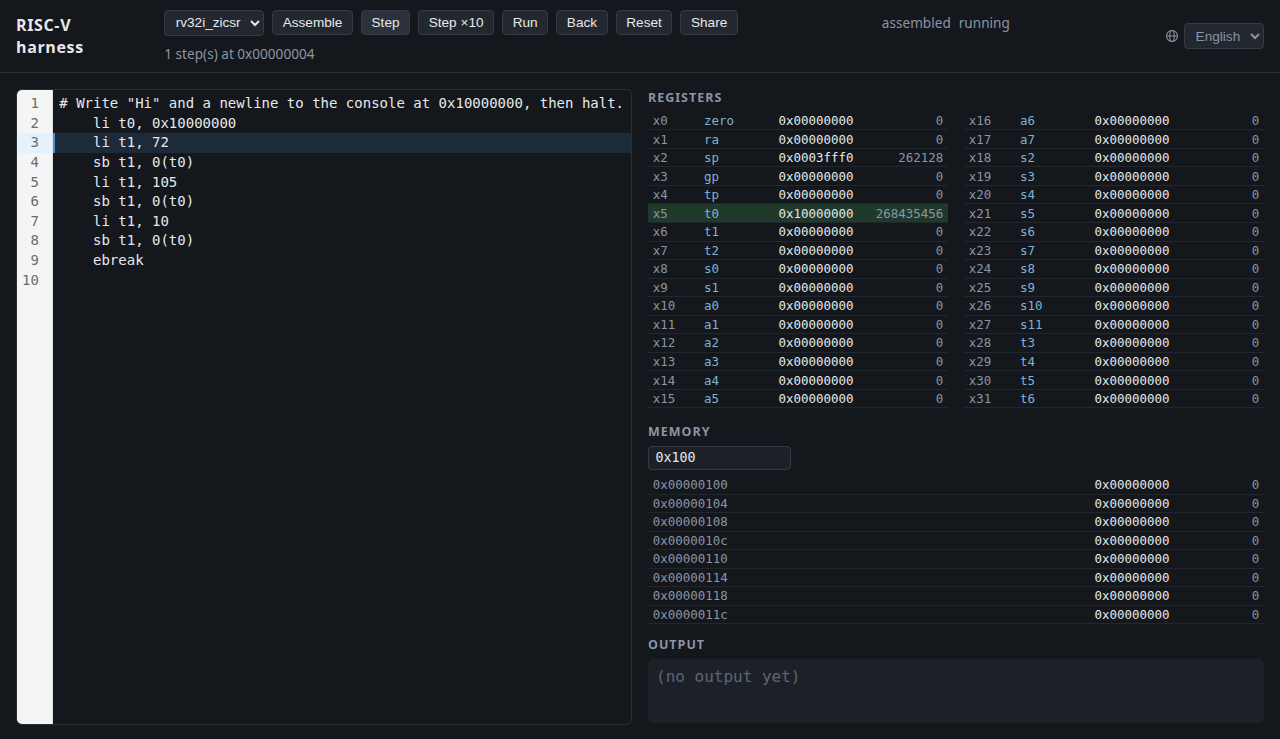 RISC-V harness
rv32i_zicsr Assemble Step Step ×10 Run Back Reset Share
1 step(s) at 0x00000004
assembled running
English
1 # Write "Hi" and a newline to the console at 0x10000000, then halt.
2 li t0, 0x10000000
3 li t1, 72
4 sb t1, 0(t0)
5 li t1, 105
6 sb t1, 0(t0)
7 li t1, 10
8 sb t1, 0(t0)
9 ebreak
10
REGISTERS
x0 zero 0x00000000 0 x16 a6 0x00000000 0
x1 ra 0x00000000 0 x17 a7 0x00000000 0
x2 sp 0x0003fff0 262128 x18 s2 0x00000000 0
x3 gp 0x00000000 0 x19 s3 0x00000000 0
x4 tp 0x00000000 0 x20 s4 0x00000000 0
x5 t0 0x10000000 268435456 x21 s5 0x00000000 0
x6 t1 0x00000000 0 x22 s6 0x00000000 0
x7 t2 0x00000000 0 x23 s7 0x00000000 0
x8 s0 0x00000000 0 x24 s8 0x00000000 0
x9 s1 0x00000000 0 x25 s9 0x00000000 0
x10 a0 0x00000000 0 x26 s10 0x00000000 0
x11 a1 0x00000000 0 x27 s11 0x00000000 0
x12 a2 0x00000000 0 x28 t3 0x00000000 0
x13 a3 0x00000000 0 x29 t4 0x00000000 0
x14 a4 0x00000000 0 x30 t5 0x00000000 0
x15 a5 0x00000000 0 x31 t6 0x00000000 0
MEMORY
0x100
0x00000100 0x00000000 0
0x00000104 0x00000000 0
0x00000108 0x00000000 0
0x0000010c 0x00000000 0
0x00000110 0x00000000 0
0x00000114 0x00000000 0
0x00000118 0x00000000 0
0x0000011c 0x00000000 0
OUTPUT
(no output yet)